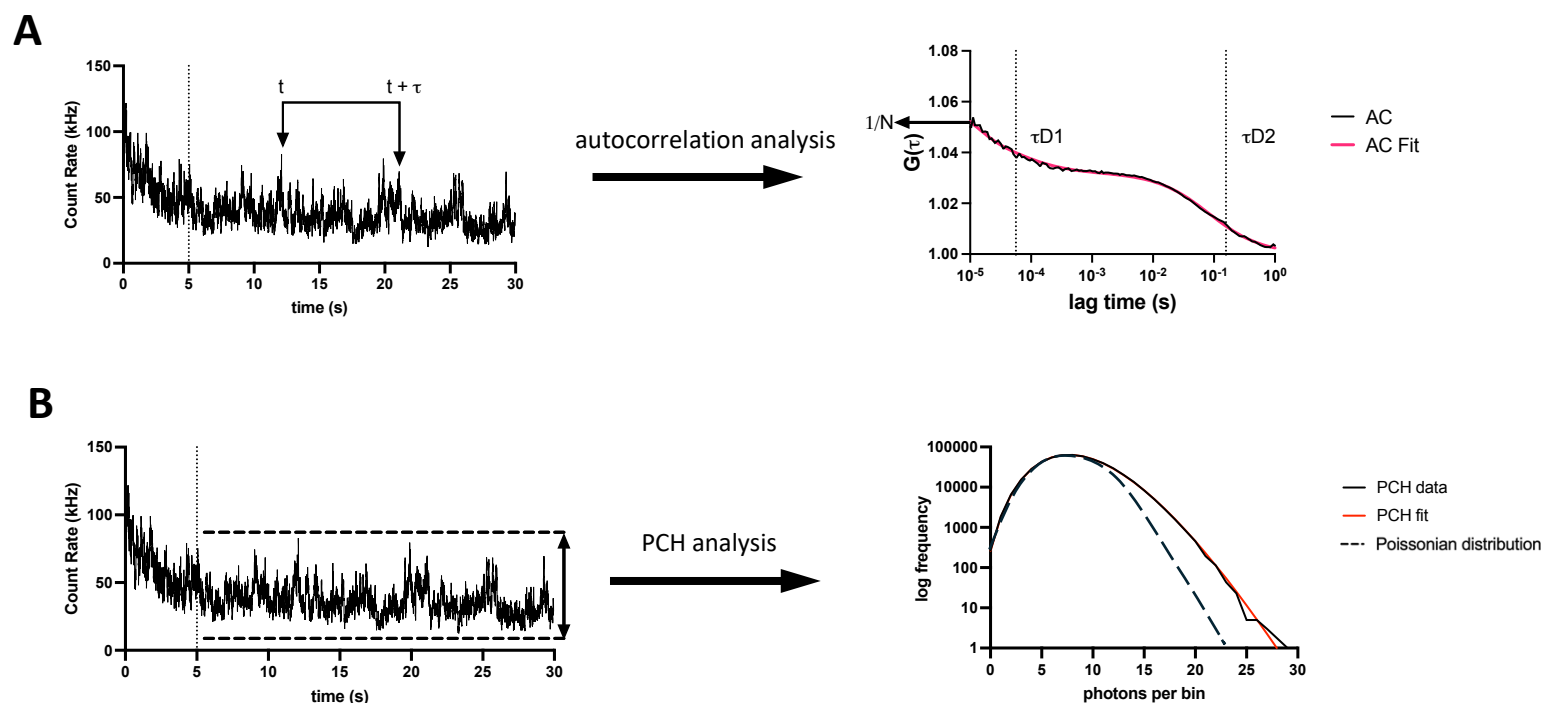 A
150
100
50
0
Count Rate (kHz)
0 5 10 15 20 25 30
time (s)
t
t + τ
autocorrelation analysis
1.08
1.06
1.04
1.02
1.00
1/N
G(τ)
τD1
τD2
10⁻⁵ 10⁻⁴ 10⁻³ 10⁻² 10⁻¹ 10⁰
lag time (s)
AC
AC Fit
B
150
100
50
0
Count Rate (kHz)
0 5 10 15 20 25 30
time (s)
PCH analysis
100000
10000
1000
100
10
1
log frequency
0 5 10 15 20 25 30
photons per bin
PCH data
PCH fit
Poissonian distribution